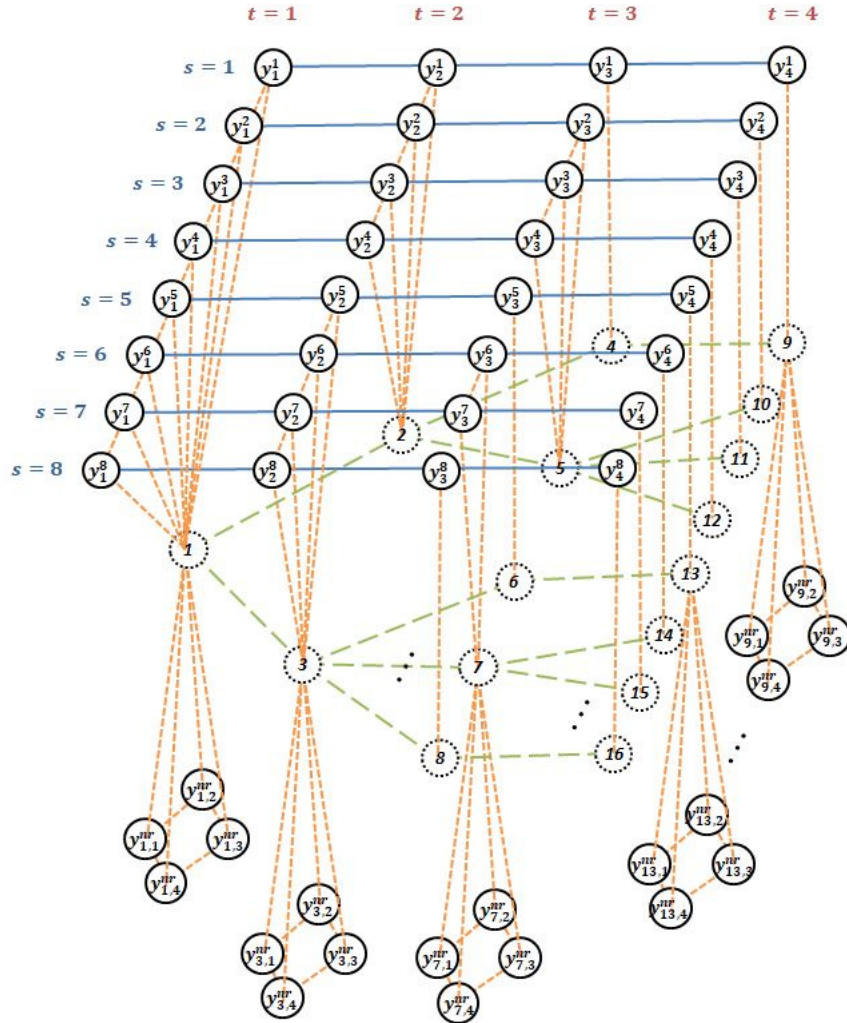 t = 1 t = 2 t = 3 t = 4
s = 1 y_1^1 y_2^1 y_3^1 y_4^1
s = 2 y_1^2 y_2^2 y_3^2 y_4^2
s = 3 y_1^3 y_2^3 y_3^3 y_4^3
s = 4 y_1^4 y_2^4 y_3^4 y_4^4
s = 5 y_1^5 y_2^5 y_3^5 y_4^5
s = 6 y_1^6 y_2^6 y_3^6 y_4^6
4 9
s = 7 y_1^7 y_2^7 y_3^7 y_4^7
10
2
s = 8 y_1^8 y_2^8 y_3^8 y_4^8
5 11
12
1
6 13
y_{9,2}^{nr}
y_{9,1}^{nr} y_{9,3}^{nr}
14
3 7
y_{9,4}^{nr}
15
8 16
y_{1,2}^{nr}
y_{13,2}^{nr}
y_{1,1}^{nr} y_{1,3}^{nr}
y_{13,1}^{nr} y_{13,3}^{nr}
y_{1,4}^{nr}
y_{3,2}^{nr} y_{7,2}^{nr} y_{13,4}^{nr}
y_{3,1}^{nr} y_{3,3}^{nr} y_{7,1}^{nr} y_{7,3}^{nr}
y_{3,4}^{nr} y_{7,4}^{nr}